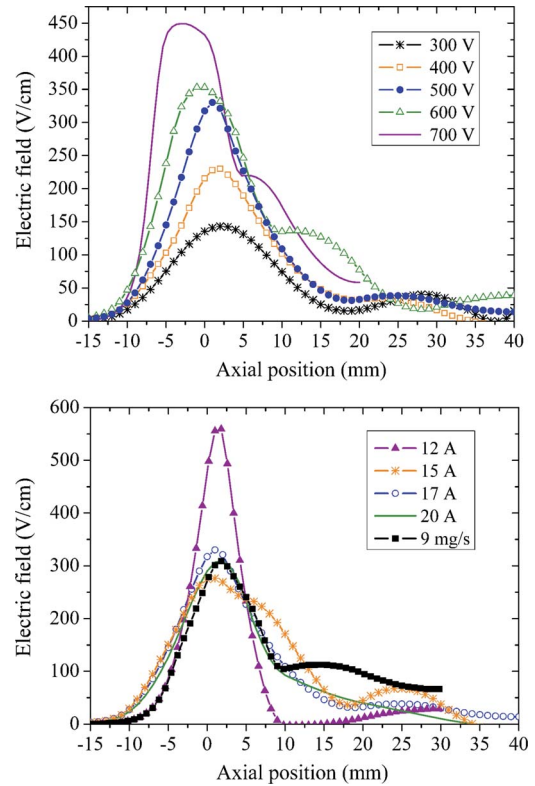 450
400
350
300
250
200
150
100
50
0
Electric field (V/cm)
300 V
400 V
500 V
600 V
700 V
-15 -10 -5 0 5 10 15 20 25 30 35 40
Axial position (mm)
600
500
400
300
200
100
0
Electric field (V/cm)
12 A
15 A
17 A
20 A
9 mg/s
-15 -10 -5 0 5 10 15 20 25 30 35 40
Axial position (mm)